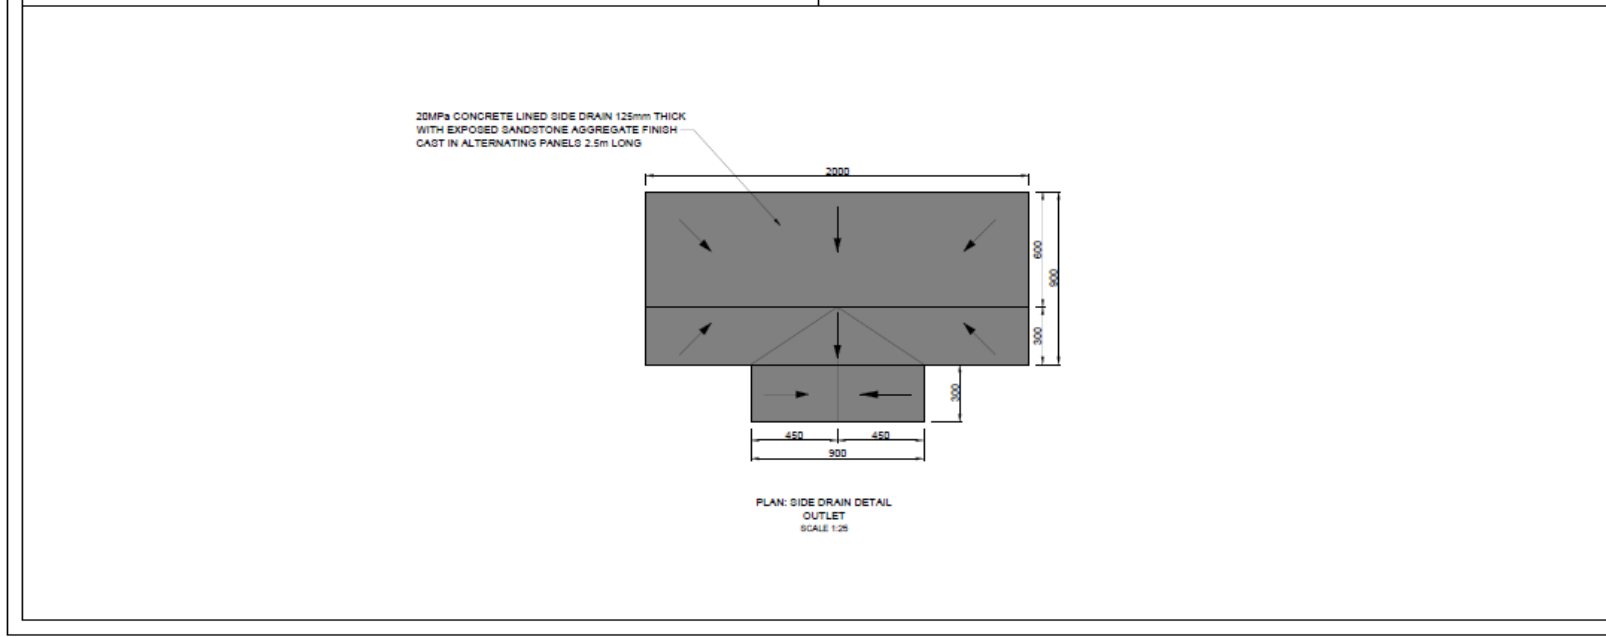 20MPa CONCRETE LINED SIDE DRAIN 125mm THICK
WITH EXPOSED SANDSTONE AGGREGATE FINISH
CAST IN ALTERNATING PANELS 2.5m LONG
2000
600
900
300
300
450
450
900
PLAN: SIDE DRAIN DETAIL
OUTLET
SCALE 1:25